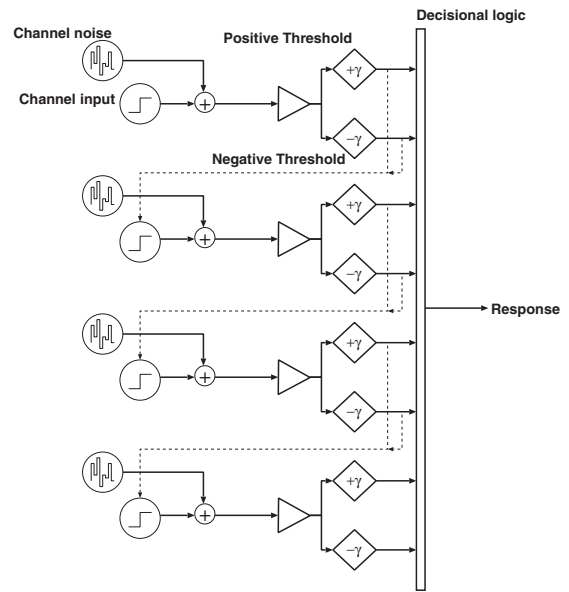 Decisional logic
Channel noise
Positive Threshold
+γ
Channel input
+
−γ
Negative Threshold
+γ
+
−γ
Response
+γ
+
−γ
+γ
+
−γ